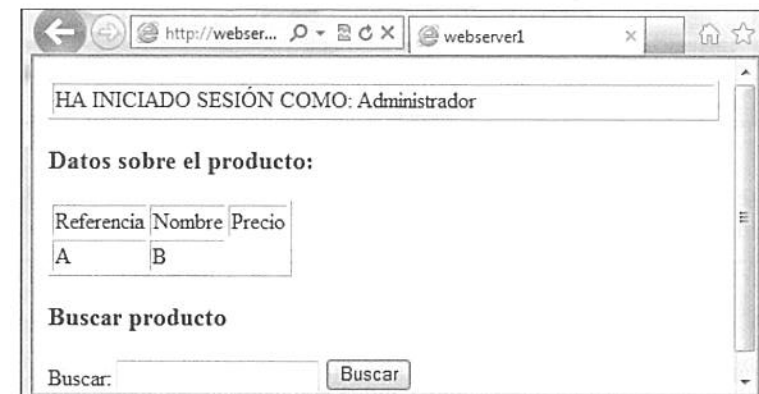 http://webser...
webserver1
HA INICIADO SESIÓN COMO: Administrador
Datos sobre el producto:
Referencia Nombre Precio
A B
Buscar producto
Buscar: Buscar